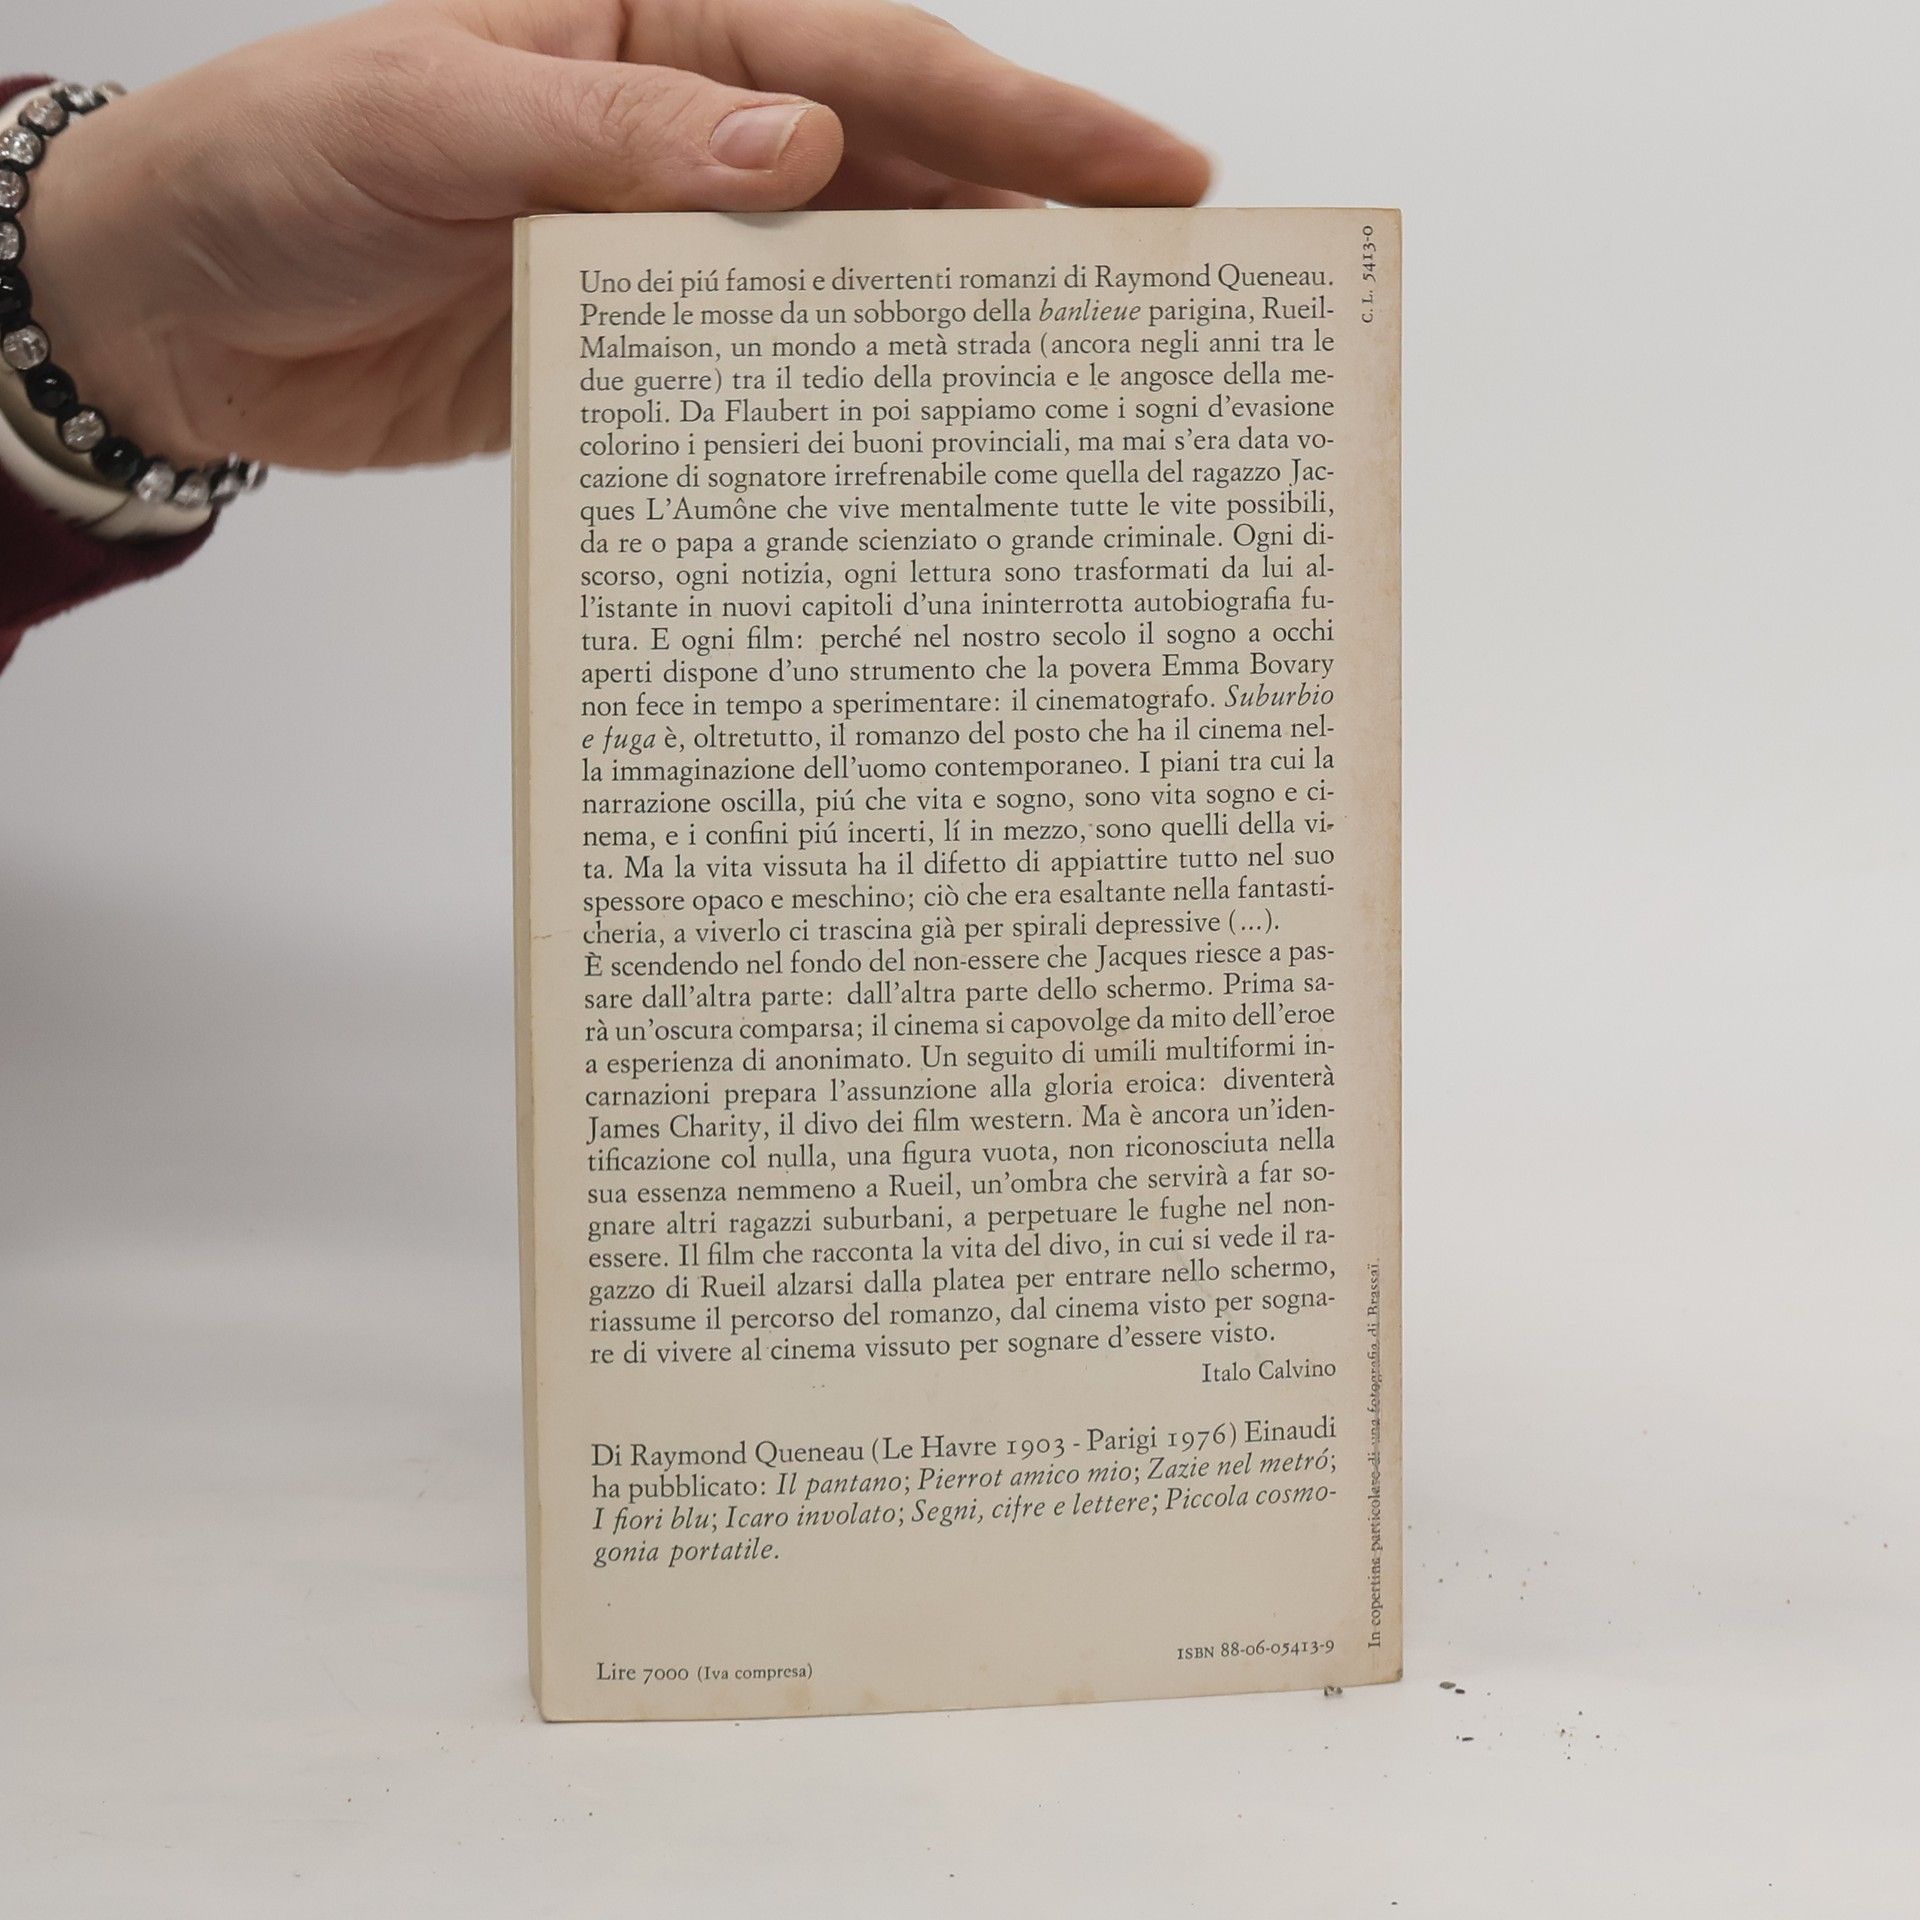 Uno dei piú famosi e divertenti romanzi di Raymond Queneau.
Prende le mosse da un sobborgo della banlieue parigina, Rueil-
Malmaison, un mondo a metà strada (ancora negli anni tra le
due guerre) tra il tedio della provincia e le angosce della me-
tropoli. Da Flaubert in poi sappiamo come i sogni d'evasione
colorino i pensieri dei buoni provinciali, ma mai s'era data vo-
cazione di sognatore irrefrenabile come quella del ragazzo Jac-
ques L'Aumône che vive mentalmente tutte le vite possibili,
da re o papa a grande scienziato o grande criminale. Ogni di-
scorso, ogni notizia, ogni lettura sono trasformati da lui al-
l'istante in nuovi capitoli d'una ininterrotta autobiografia fu-
tura. E ogni film: perché nel nostro secolo il sogno a occhi
aperti dispone d'uno strumento che la povera Emma Bovary
non fece in tempo a sperimentare: il cinematografo. Suburbio
e fuga è, oltretutto, il romanzo del posto che ha il cinema nel-
la immaginazione dell'uomo contemporaneo. I piani tra cui la
narrazione oscilla, piú che vita e sogno, sono vita sogno e ci-
nema, e i confini piú incerti, lí in mezzo, sono quelli della vi-
ta. Ma la vita vissuta ha il difetto di appiattire tutto nel suo
spessore opaco e meschino; ciò che era esaltante nella fantasti-
cheria, a viverlo ci trascina già per spirali depressive (...).
È scendendo nel fondo del non-essere che Jacques riesce a pas-
sare dall'altra parte: dall'altra parte dello schermo. Prima sa-
rà un'oscura comparsa; il cinema si capovolge da mito dell'eroe
a esperienza di anonimato. Un seguito di umili multiformi in-
carnazioni prepara l'assunzione alla gloria eroica: diventerà
James Charity, il divo dei film western. Ma è ancora un'iden-
tificazione col nulla, una figura vuota, non riconosciuta nella
sua essenza nemmeno a Rueil, un'ombra che servirà a far so-
gnare altri ragazzi suburbani, a perpetuare le fughe nel non-
essere. Il film che racconta la vita del divo, in cui si vede il ra-
gazzo di Rueil alzarsi dalla platea per entrare nello schermo,
riassume il percorso del romanzo, dal cinema visto per sogna-
re di vivere al cinema vissuto per sognare d'essere visto.
Italo Calvino
Di Raymond Queneau (Le Havre 1903 - Parigi 1976) Einaudi
ha pubblicato: Il pantano; Pierrot amico mio; Zazie nel metró;
I fiori blu; Icaro involato; Segni, cifre e lettere; Piccola cosmo-
gonia portatile.
Lire 7000 (Iva compresa)
ISBN 88-06-05413-9
C. L. 5413-0
In copertina particolare di una fotografia di Brassaï.